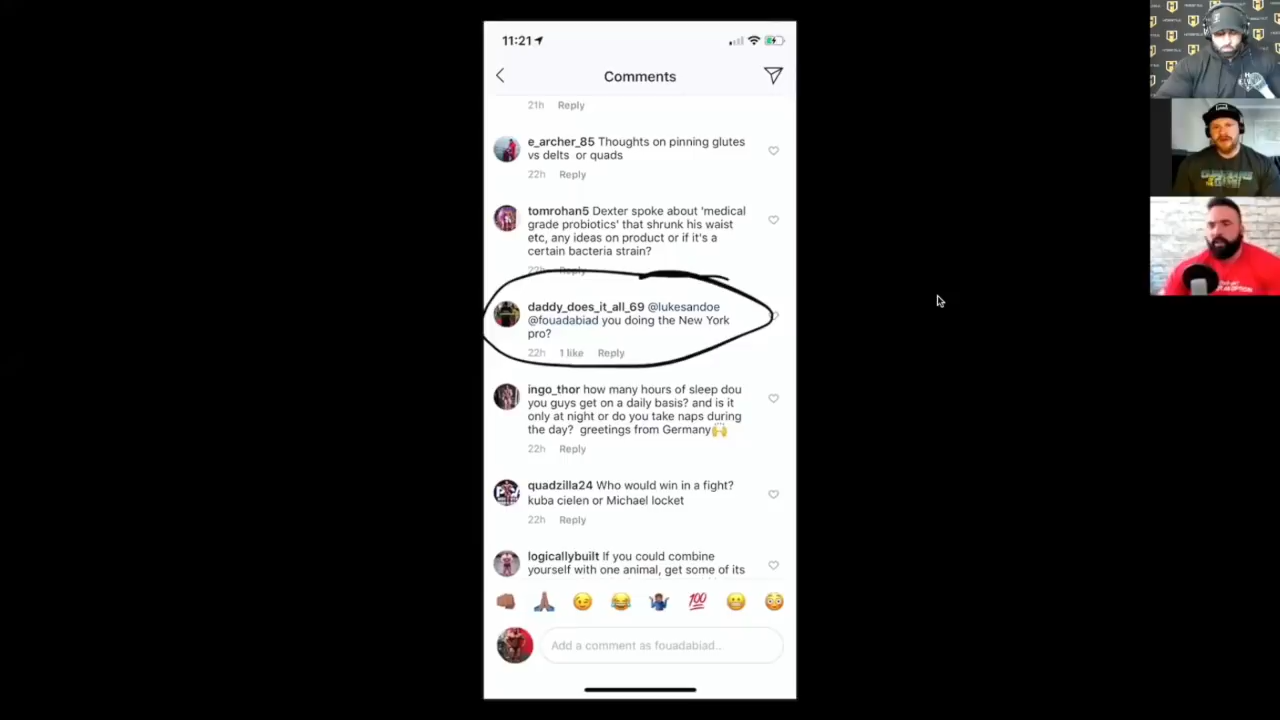 11:21
Comments
21h Reply
e_archer_85 Thoughts on pinning glutes
vs delts or quads
22h Reply
tomrohan5 Dexter spoke about 'medical
grade probiotics' that shrunk his waist
etc, any ideas on product or if it's a
certain bacteria strain?
22h Reply
daddy_does_it_all_69 @lukesandoe
@fouadabiad you doing the New York
pro?
22h 1 like Reply
ingo_thor how many hours of sleep dou
you guys get on a daily basis? and is it
only at night or do you take naps during
the day? greetings from Germany🙌
22h Reply
quadzilla24 Who would win in a fight?
kuba cielen or Michael locket
22h Reply
logicallybuilt If you could combine
yourself with one animal, get some of its
💯
Add a comment as fouadabiad..